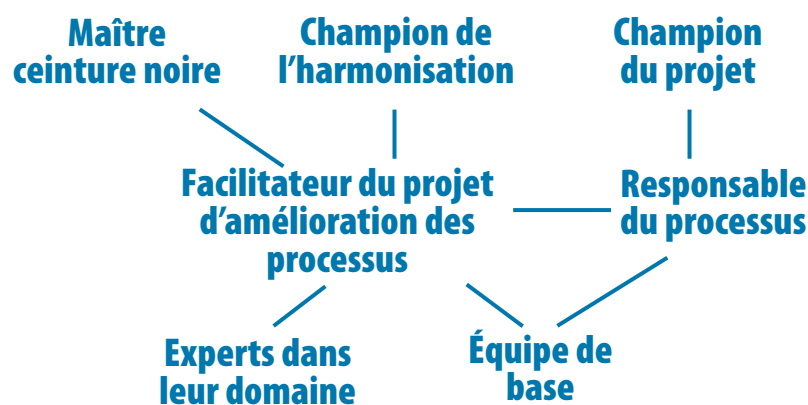 Maître
ceinture noire
Champion de
l’harmonisation
Champion
du projet
Facilitateur du projet
d’amélioration des
processus
Responsable
du processus
Experts dans
leur domaine
Équipe de
base